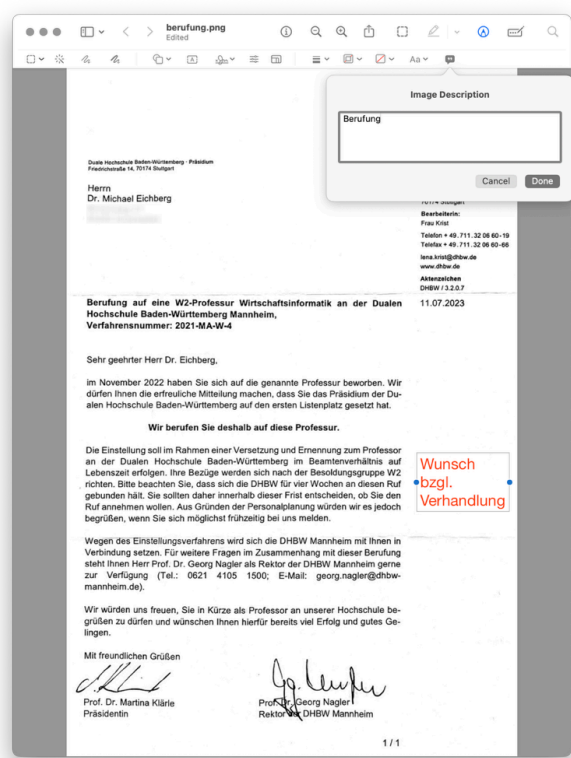 berufung.png
Edited
Aa
Image Description
Berufung
Cancel
Done
Duale Hochschule Baden-Württemberg · Präsidium
Friedrichstraße 14, 70174 Stuttgart
Herrn
Dr. Michael Eichberg
70174 Stuttgart
Bearbeiterin:
Frau Krist
Telefon + 49.711.32 06 60-19
Telefax + 49.711.32 06 60-66
lena.krist@dhbw.de
www.dhbw.de
Aktenzeichen
DHBW / 3.2.0.7
Berufung auf eine W2-Professur Wirtschaftsinformatik an der Dualen
Hochschule Baden-Württemberg Mannheim,
Verfahrensnummer: 2021-MA-W-4
11.07.2023
Sehr geehrter Herr Dr. Eichberg,
im November 2022 haben Sie sich auf die genannte Professur beworben. Wir
dürfen Ihnen die erfreuliche Mitteilung machen, dass Sie das Präsidium der Du-
alen Hochschule Baden-Württemberg auf den ersten Listenplatz gesetzt hat.
Wir berufen Sie deshalb auf diese Professur.
Die Einstellung soll im Rahmen einer Versetzung und Ernennung zum Professor
an der Dualen Hochschule Baden-Württemberg im Beamtenverhältnis auf
Lebenszeit erfolgen. Ihre Bezüge werden sich nach der Besoldungsgruppe W2
richten. Bitte beachten Sie, dass sich die DHBW für vier Wochen an diesen Ruf
gebunden hält. Sie sollten daher innerhalb dieser Frist entscheiden, ob Sie den
Ruf annehmen wollen. Aus Gründen der Personalplanung würden wir es jedoch
begrüßen, wenn Sie sich möglichst frühzeitig bei uns melden.
Wunsch
bzgl.
Verhandlung
Wegen des Einstellungsverfahrens wird sich die DHBW Mannheim mit Ihnen in
Verbindung setzen. Für weitere Fragen im Zusammenhang mit dieser Berufung
steht Ihnen Herr Prof. Dr. Georg Nagler als Rektor der DHBW Mannheim gerne
zur Verfügung (Tel.: 0621 4105 1500; E-Mail: georg.nagler@dhbw-
mannheim.de).
Wir würden uns freuen, Sie in Kürze als Professor an unserer Hochschule be-
grüßen zu dürfen und wünschen Ihnen hierfür bereits viel Erfolg und gutes Ge-
lingen.
Mit freundlichen Grüßen
Prof. Dr. Martina Klärle
Präsidentin
Prof. Dr. Georg Nagler
Rektor der DHBW Mannheim
1 / 1